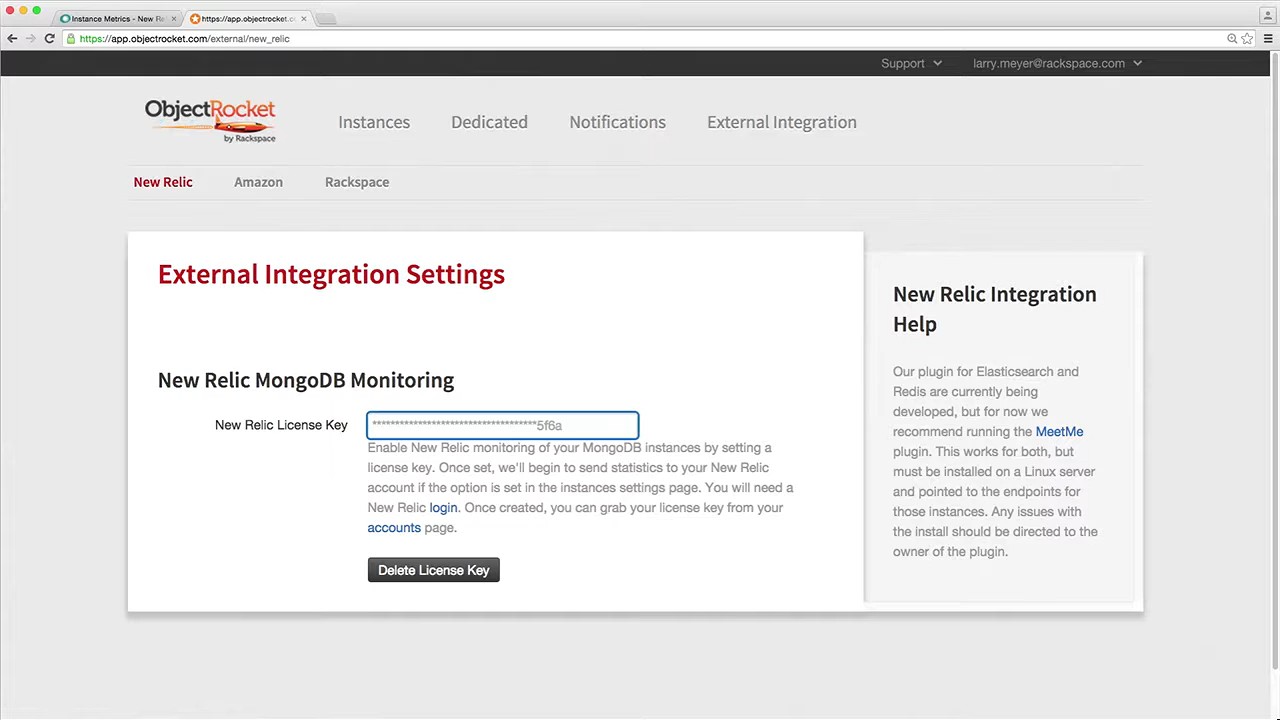 Instance Metrics - New Re
https://app.objectrocket.co
https://app.objectrocket.com/external/new_relic
Support
larry.meyer@rackspace.com
ObjectRocket
by Rackspace
Instances
Dedicated
Notifications
External Integration
New Relic
Amazon
Rackspace
External Integration Settings
New Relic MongoDB Monitoring
New Relic License Key
************************************5f6a
Enable New Relic monitoring of your MongoDB instances by setting a
license key. Once set, we'll begin to send statistics to your New Relic
account if the option is set in the instances settings page. You will need a
New Relic login. Once created, you can grab your license key from your
accounts page.
Delete License Key
New Relic Integration
Help
Our plugin for Elasticsearch and
Redis are currently being
developed, but for now we
recommend running the MeetMe
plugin. This works for both, but
must be installed on a Linux server
and pointed to the endpoints for
those instances. Any issues with
the install should be directed to the
owner of the plugin.